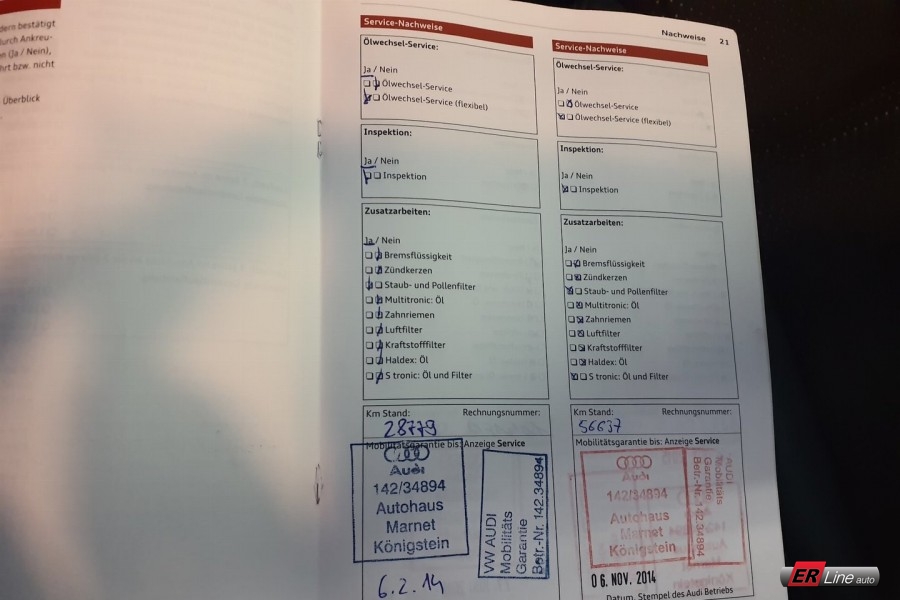 dern bestätigt
durch Ankreu-
en (Ja / Nein),
hrt bzw. nicht
Überblick
Nachweise 21
Service-Nachweise
Ölwechsel-Service:
Ja / Nein
Ölwechsel-Service
Ölwechsel-Service (flexibel)
Inspektion:
Ja / Nein
Inspektion
Zusatzarbeiten:
Ja / Nein
Bremsflüssigkeit
Zündkerzen
Staub- und Pollenfilter
Multitronic: Öl
Zahnriemen
Luftfilter
Kraftstofffilter
Haldex: Öl
S tronic: Öl und Filter
Km Stand: Rechnungsnummer:
28779
Mobilitätsgarantie bis: Anzeige Service
Audi
142/34894
Autohaus
Marnet
Königstein
VW AUDI
Mobilitäts
Garantie
Betr.-Nr. 142.34894
6.2.14
Service-Nachweise
Ölwechsel-Service:
Ja / Nein
Ölwechsel-Service
Ölwechsel-Service (flexibel)
Inspektion:
Ja / Nein
Inspektion
Zusatzarbeiten:
Ja / Nein
Bremsflüssigkeit
Zündkerzen
Staub- und Pollenfilter
Multitronic: Öl
Zahnriemen
Luftfilter
Kraftstofffilter
Haldex: Öl
S tronic: Öl und Filter
Km Stand: Rechnungsnummer:
56637
Mobilitätsgarantie bis: Anzeige Service
Audi
142/34894
Autohaus
Marnet
Königstein
AUDI
Mobilitäts
Garantie
Betr.-Nr. 142.34894
06. NOV. 2014
Datum, Stempel des Audi Betriebs
ER Line auto